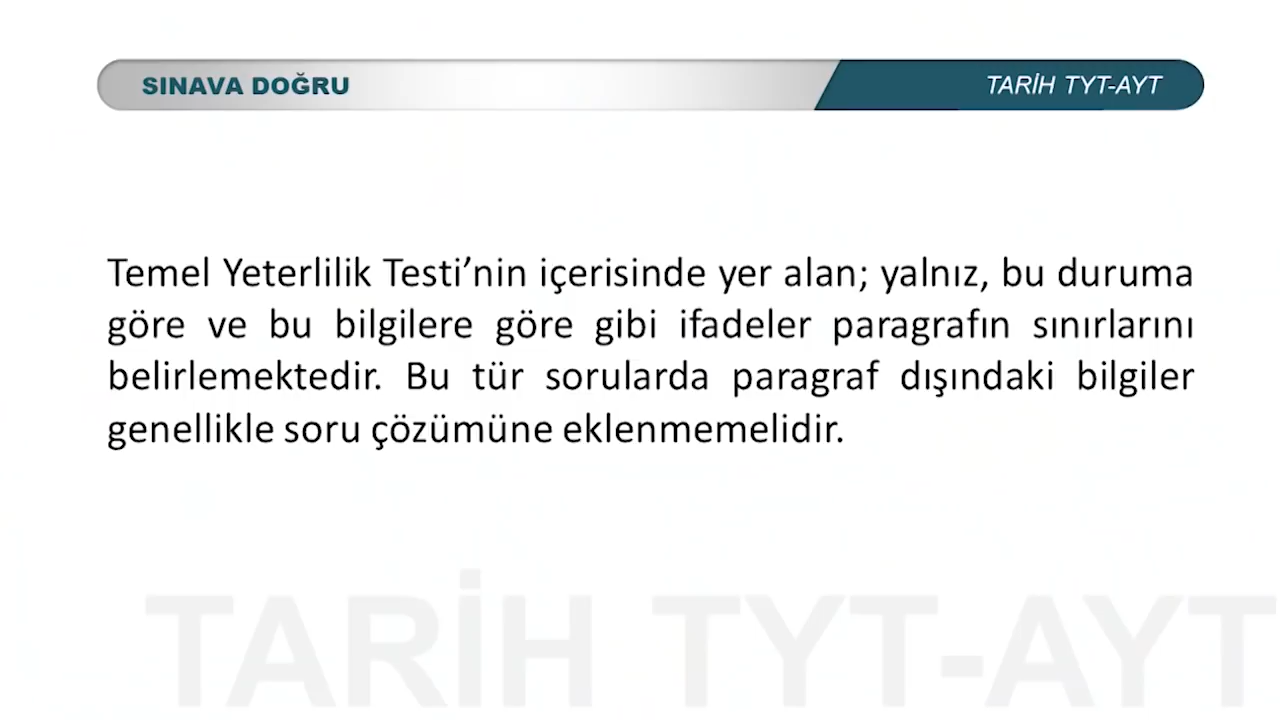 SINAVA DOĞRU
TARİH TYT-AYT
Temel Yeterlilik Testi’nin içerisinde yer alan; yalnız, bu duruma
göre ve bu bilgilere göre gibi ifadeler paragrafın sınırlarını
belirlemektedir. Bu tür sorularda paragraf dışındaki bilgiler
genellikle soru çözümüne eklenmemelidir.
TARİH TYT-AYT